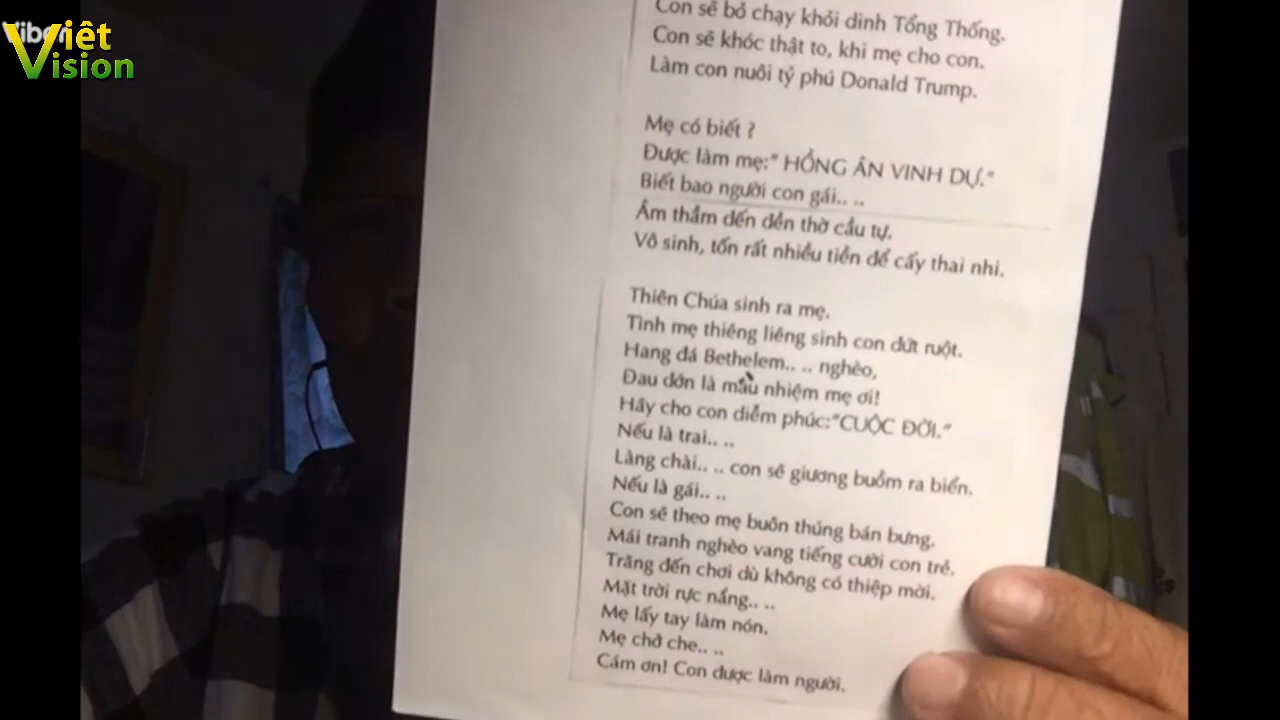 Viber
Việt
Vision
Con sẽ bỏ chạy khỏi dinh Tổng Thống.
Con sẽ khóc thật to, khi mẹ cho con.
Làm con nuôi tỷ phú Donald Trump.
Mẹ có biết ?
Được làm mẹ:" HỒNG ÂN VINH DỰ."
Biết bao người con gái.. ..
Âm thầm đến đền thờ cầu tự.
Vô sinh, tốn rất nhiều tiền để cấy thai nhi.
Thiên Chúa sinh ra mẹ.
Tình mẹ thiêng liêng sinh con đứt ruột.
Hang đá Bethelem.. .. nghèo,
Đau đớn là mầu nhiệm mẹ ơi!
Hãy cho con diễm phúc:"CUỘC ĐỜI."
Nếu là trai.. ..
Làng chài.. .. con sẽ giương buồm ra biển.
Nếu là gái.. ..
Con sẽ theo mẹ buôn thúng bán bưng.
Mái tranh nghèo vang tiếng cười con trẻ.
Trăng đến chơi dù không có thiệp mời.
Mặt trời rực nắng.. ..
Mẹ lấy tay làm nón.
Mẹ chở che.. ..
Cám ơn! Con được làm người.